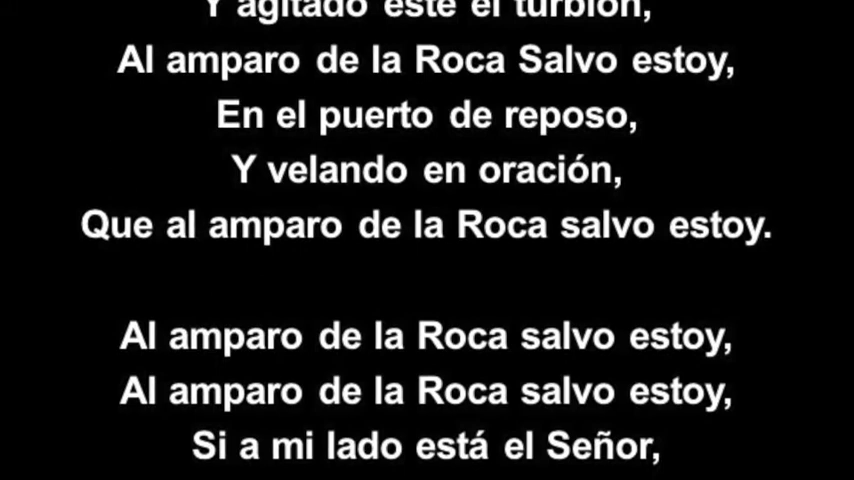 Y agitado esté el turbión,
Al amparo de la Roca Salvo estoy,
En el puerto de reposo,
Y velando en oración,
Que al amparo de la Roca salvo estoy.
Al amparo de la Roca salvo estoy,
Al amparo de la Roca salvo estoy,
Si a mi lado está el Señor,